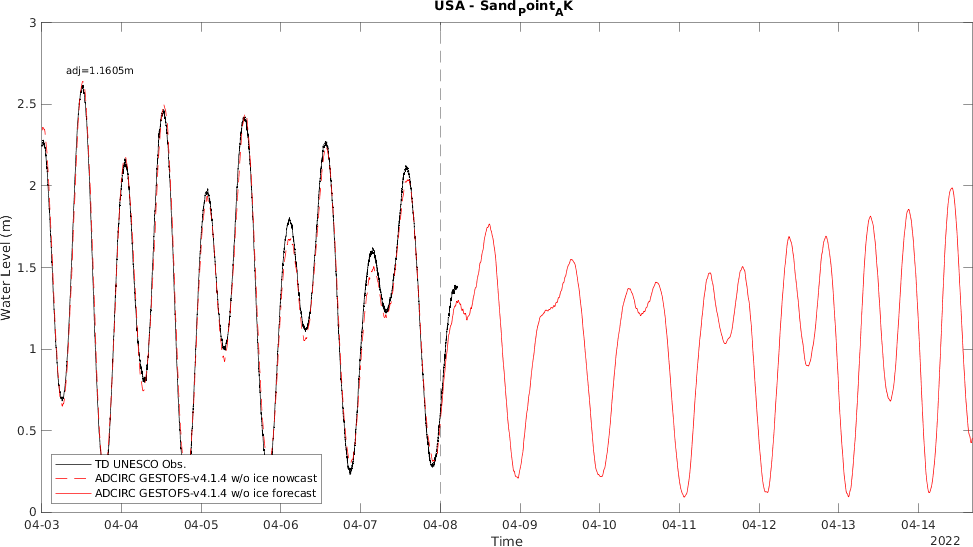 USA - Sand_Point_AK
3
adj=1.1605m
2.5
2
1.5
1
0.5
0
Water Level (m)
TD UNESCO Obs.
ADCIRC GESTOFS-v4.1.4 w/o ice nowcast
ADCIRC GESTOFS-v4.1.4 w/o ice forecast
04-03 04-04 04-05 04-06 04-07 04-08 04-09 04-10 04-11 04-12 04-13 04-14
Time
2022